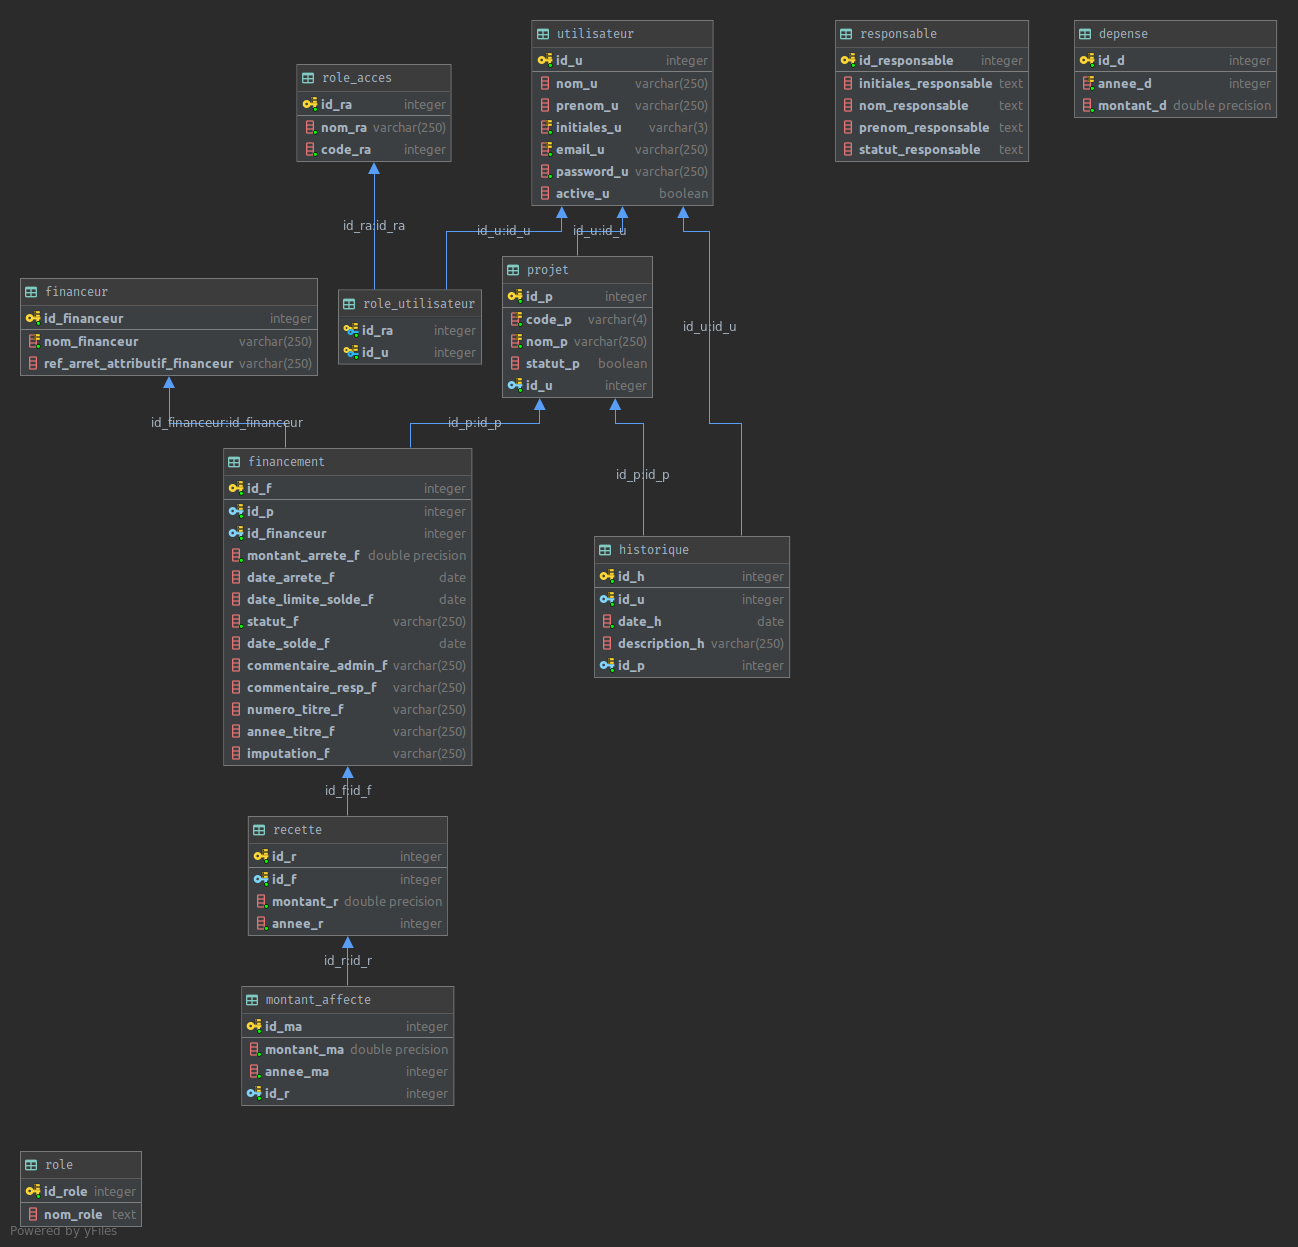 utilisateur
id_u integer
nom_u varchar(250)
prenom_u varchar(250)
initiales_u varchar(3)
email_u varchar(250)
password_u varchar(250)
active_u boolean
responsable
id_responsable integer
initiales_responsable text
nom_responsable text
prenom_responsable text
statut_responsable text
depense
id_d integer
annee_d integer
montant_d double precision
role_acces
id_ra integer
nom_ra varchar(250)
code_ra integer
id_ra:id_ra
id_u:id_u
id_u:id_u
id_u:id_u
financeur
id_financeur integer
nom_financeur varchar(250)
ref_arret_attributif_financeur varchar(250)
role_utilisateur
id_ra integer
id_u integer
projet
id_p integer
code_p varchar(4)
nom_p varchar(250)
statut_p boolean
id_u integer
id_financeur:id_financeur
id_p:id_p
id_p:id_p
financement
id_f integer
id_p integer
id_financeur integer
montant_arrete_f double precision
date_arrete_f date
date_limite_solde_f date
statut_f varchar(250)
date_solde_f date
commentaire_admin_f varchar(250)
commentaire_resp_f varchar(250)
numero_titre_f varchar(250)
annee_titre_f varchar(250)
imputation_f varchar(250)
historique
id_h integer
id_u integer
date_h date
description_h varchar(250)
id_p integer
id_f:id_f
recette
id_r integer
id_f integer
montant_r double precision
annee_r integer
id_r:id_r
montant_affecte
id_ma integer
montant_ma double precision
annee_ma integer
id_r integer
role
id_role integer
nom_role text
Powered by yFiles